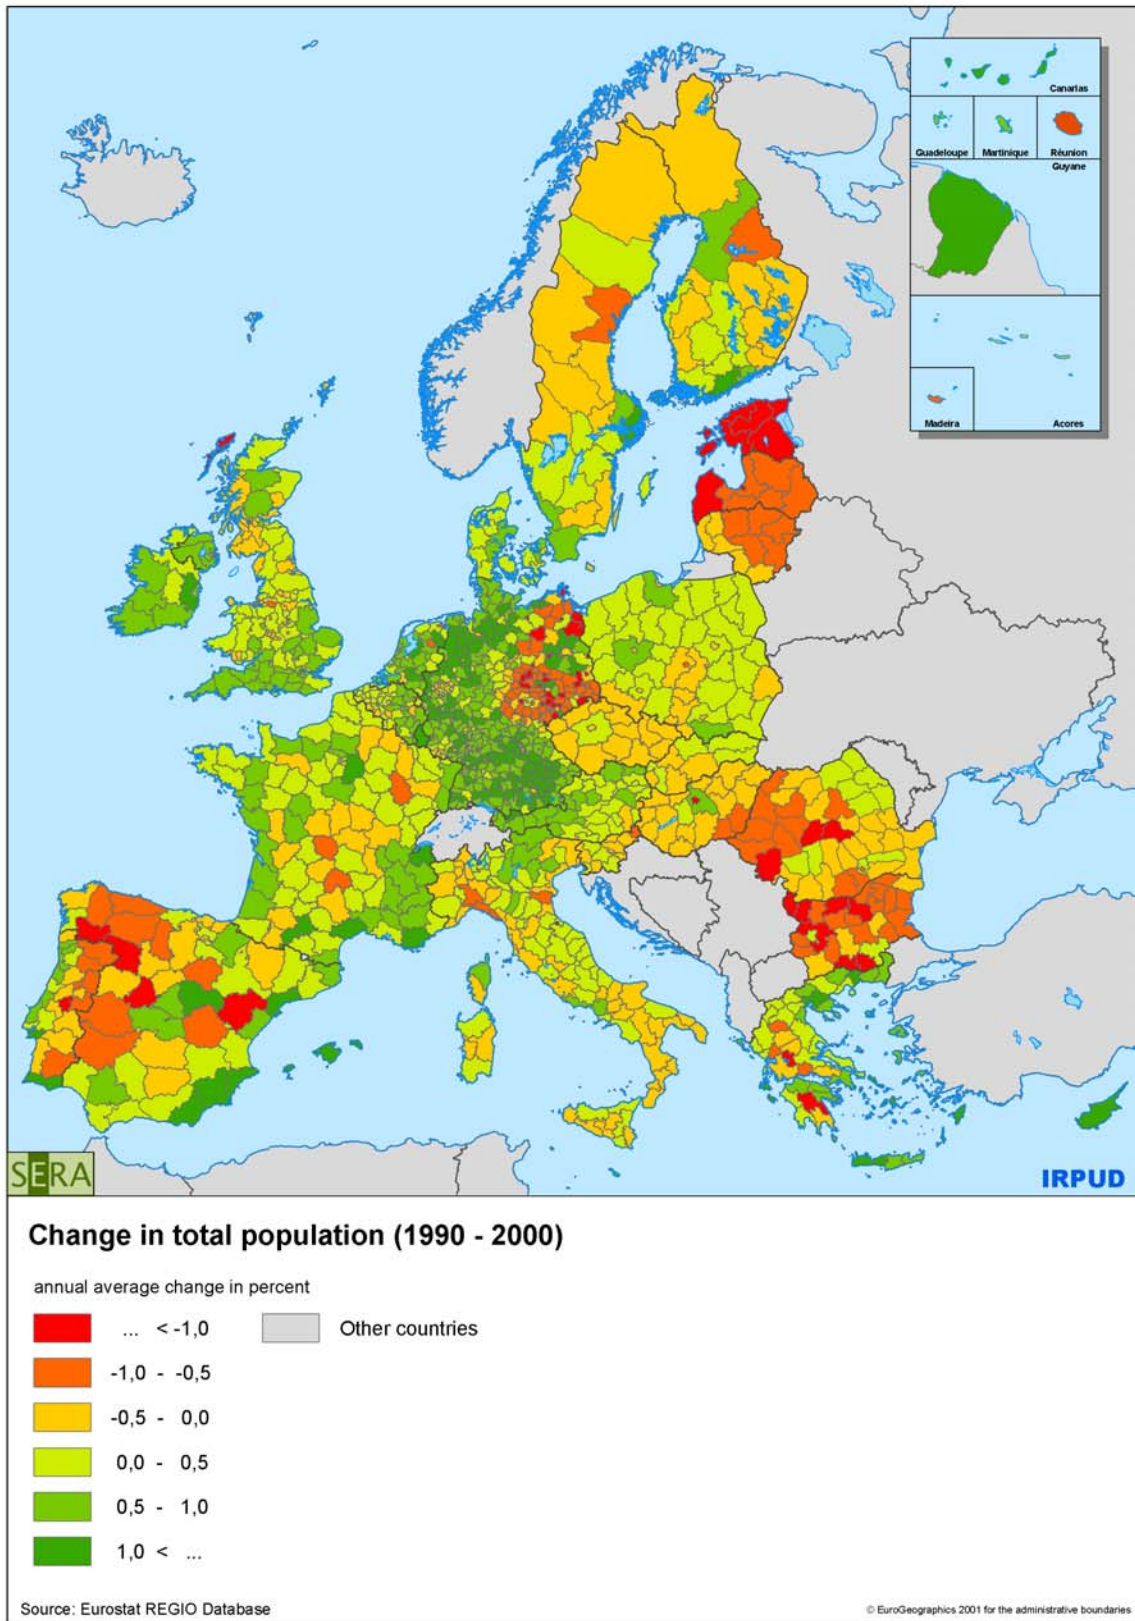 Canarias
Guadeloupe
Martinique
Réunion
Guyane
Madeira
Acores
SERA
IRPUD
Change in total population (1990 - 2000)
annual average change in percent
... < -1,0
Other countries
-1,0 - -0,5
-0,5 - 0,0
0,0 - 0,5
0,5 - 1,0
1,0 < ...
Source: Eurostat REGIO Database
© EuroGeographics 2001 for the administrative boundaries